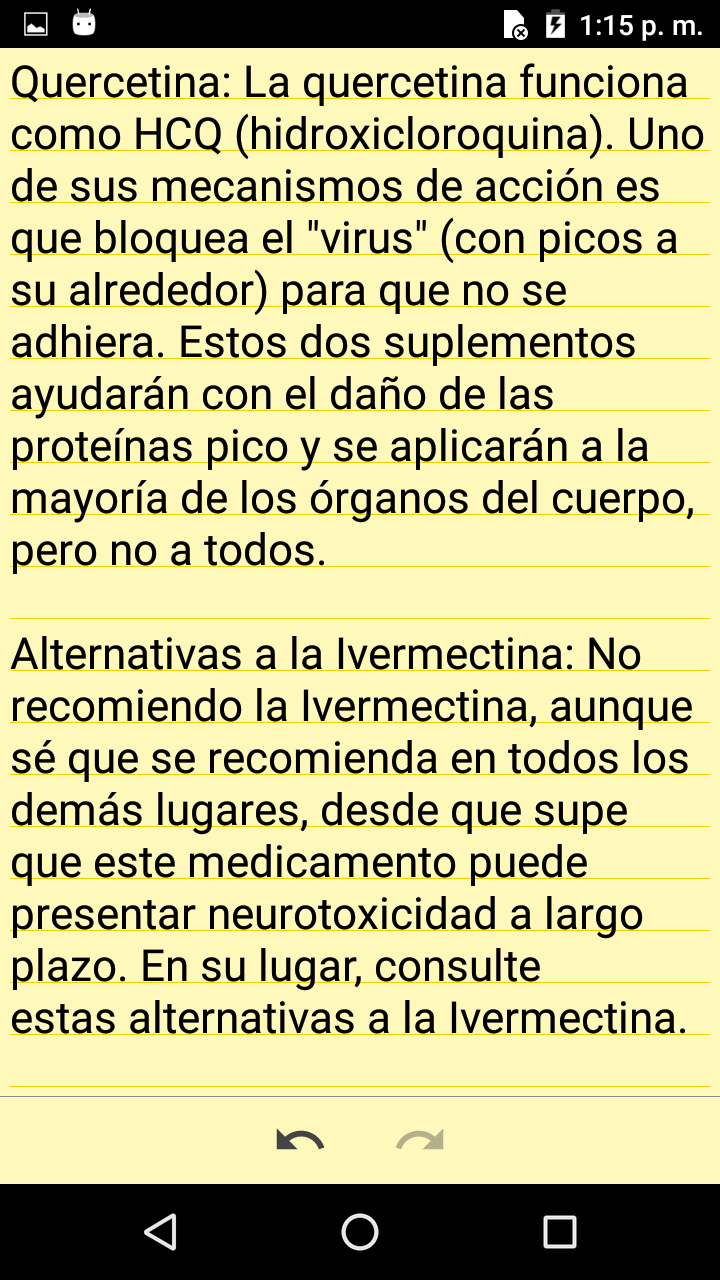 1:15 p. m.
Quercetina: La quercetina funciona
como HCQ (hidroxicloroquina). Uno
de sus mecanismos de acción es
que bloquea el "virus" (con picos a
su alrededor) para que no se
adhiera. Estos dos suplementos
ayudarán con el daño de las
proteínas pico y se aplicarán a la
mayoría de los órganos del cuerpo,
pero no a todos.
Alternativas a la Ivermectina: No
recomiendo la Ivermectina, aunque
sé que se recomienda en todos los
demás lugares, desde que supe
que este medicamento puede
presentar neurotoxicidad a largo
plazo. En su lugar, consulte
estas alternativas a la Ivermectina.